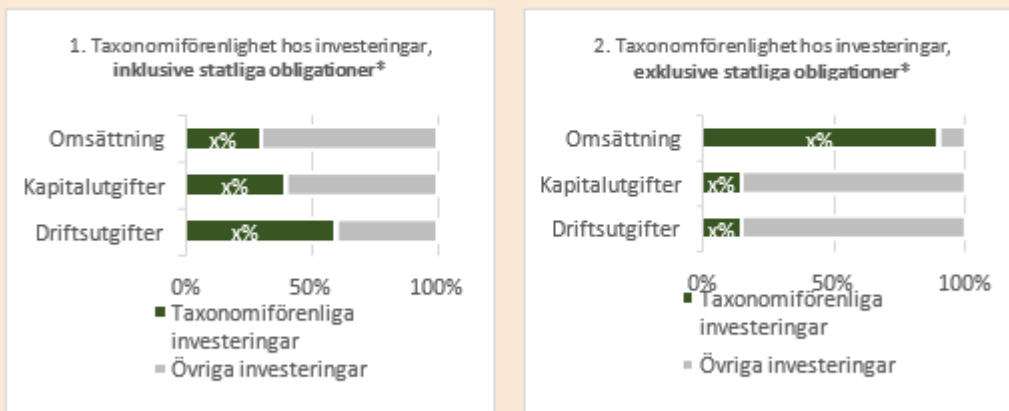 1. Taxonomiförenlighet hos investeringar,
inklusive statliga obligationer*
Omsättning
x%
Kapitalutgifter
x%
Driftsutgifter
x%
0%
50%
100%
Taxonomiförenliga
investeringar
Övriga investeringar
2. Taxonomförenlighet hos investeringar,
exklusive statliga obligationer*
Omsättning
x%
Kapitalutgifter
x%
Driftsutgifter
x%
0%
50%
100%
Taxonomiförenliga
investeringar
Övriga investeringar